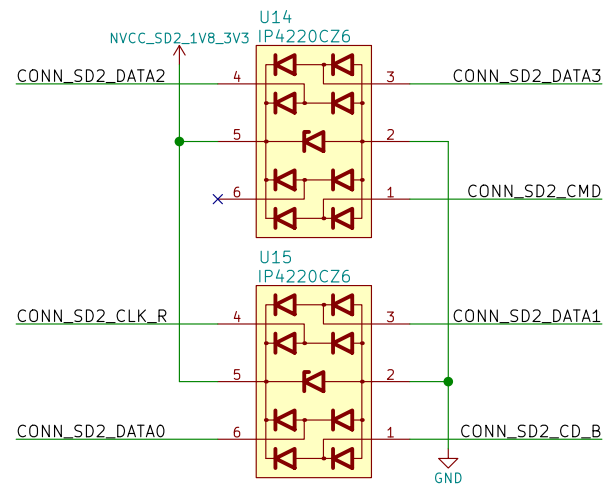 U14
NVCC_SD2_1V8_3V3
IP4220CZ6
CONN_SD2_DATA2
4
3
CONN_SD2_DATA3
5
2
6
1
CONN_SD2_CMD
U15
IP4220CZ6
CONN_SD2_CLK_R
4
3
CONN_SD2_DATA1
5
2
CONN_SD2_DATA0
6
1
CONN_SD2_CD_B
GND